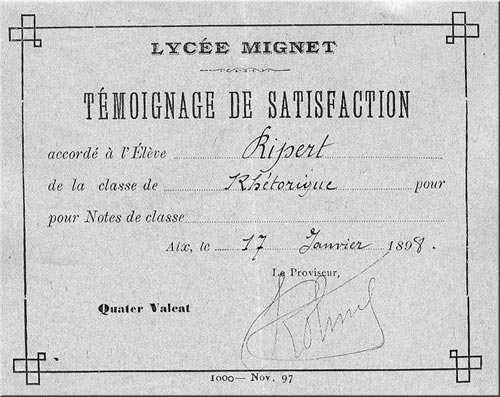 LYCÉE MIGNET
TÉMOIGNAGE DE SATISFACTION
accordé à l'Élève Ripert
de la classe de Rhétorique pour
pour Notes de classe
Aix, le 17 Janvier 1898.
Le Proviseur,
Quater Valeat
1000— Nov. 97